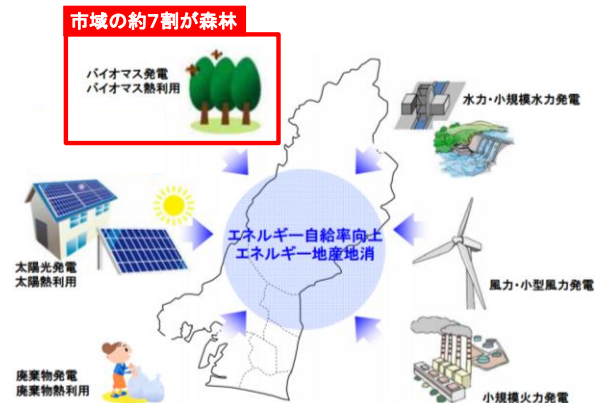 市域の約7割が森林
バイオマス発電
バイオマス熱利用
水力・小規模水力発電
エネルギー自給率向上
エネルギー地産地消
太陽光発電
太陽熱利用
風力・小型風力発電
廃棄物発電
廃棄物熱利用
小規模火力発電